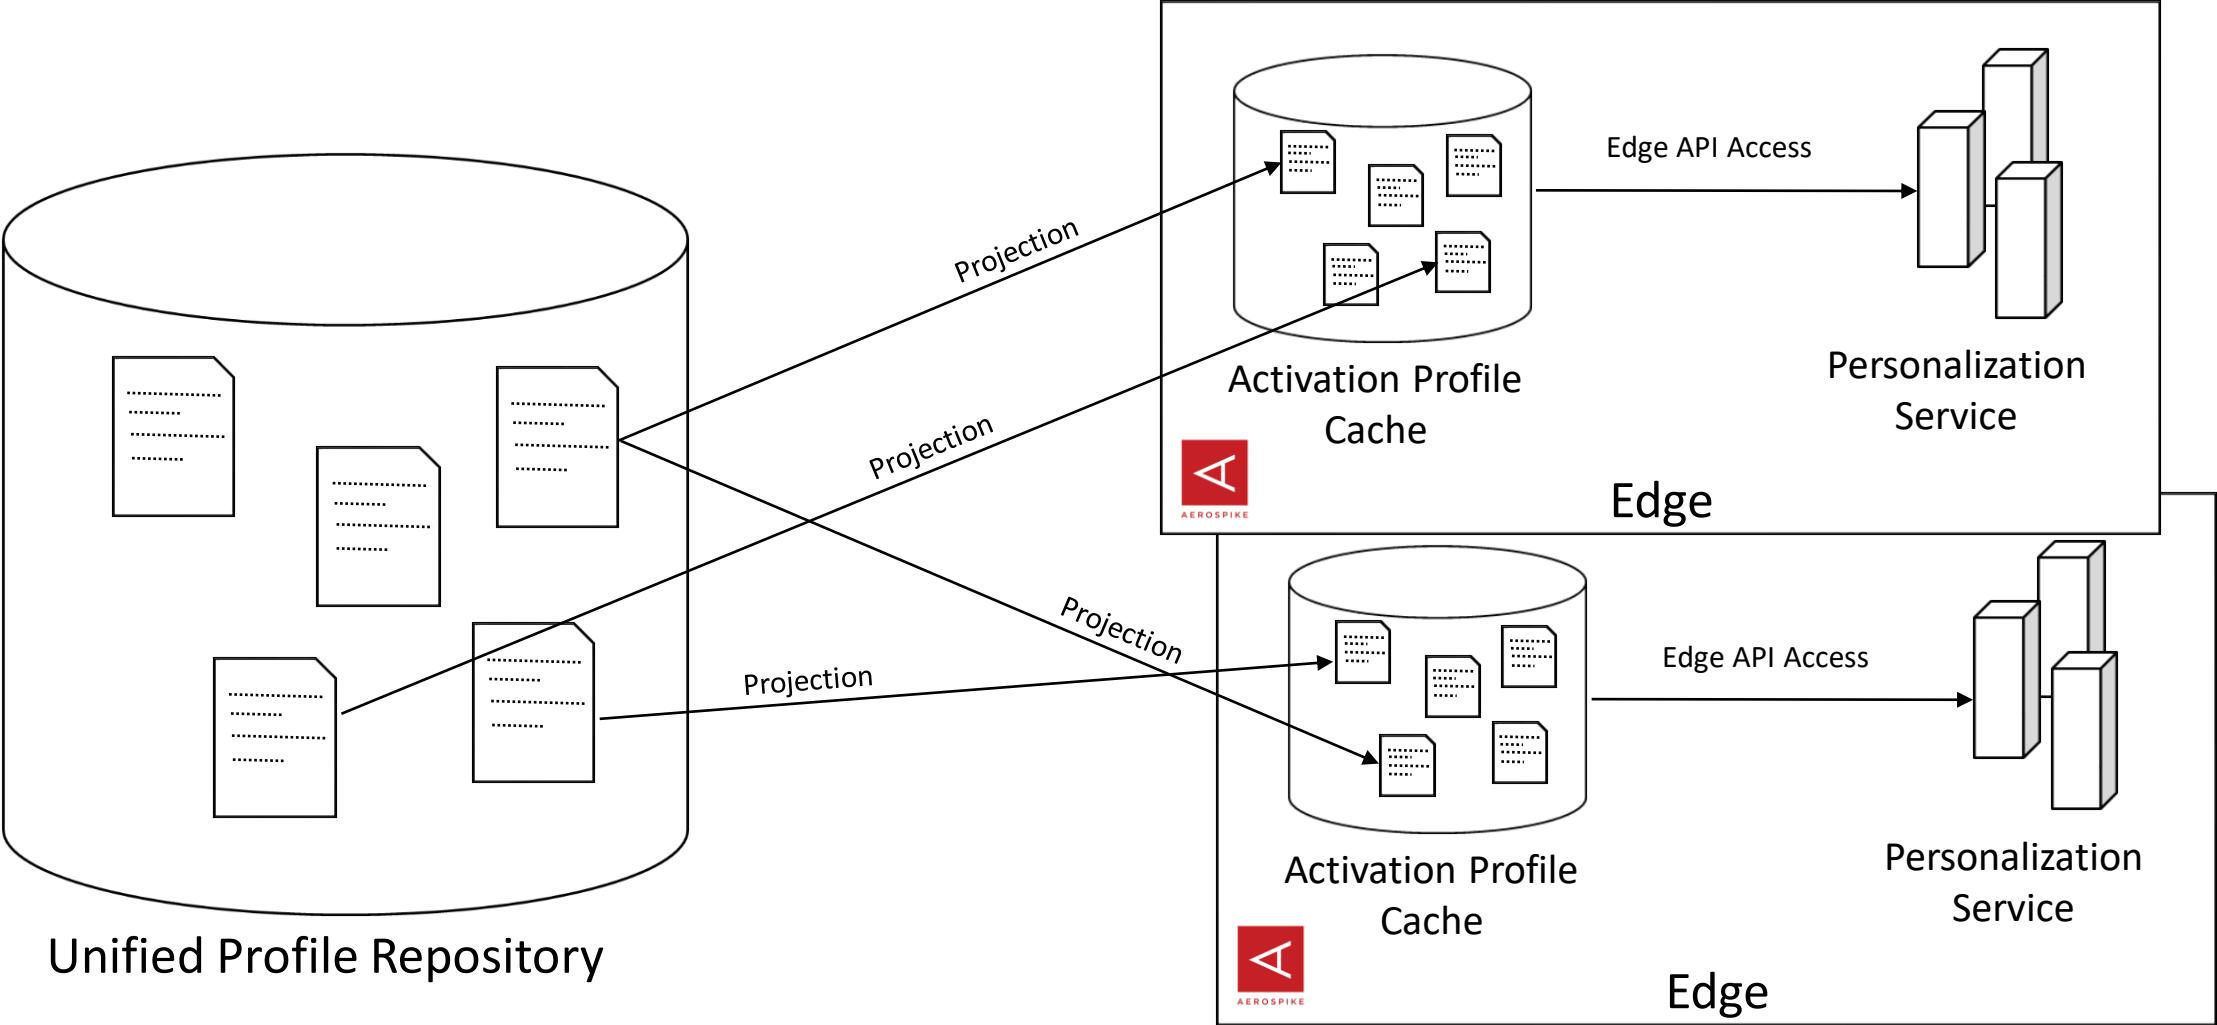 Edge API Access
Projection
Activation Profile
Cache
Personalization
Service
Projection
AEROSPIKE
Edge
Projection
Edge API Access
Projection
Activation Profile
Cache
Personalization
Service
Unified Profile Repository
AEROSPIKE
Edge